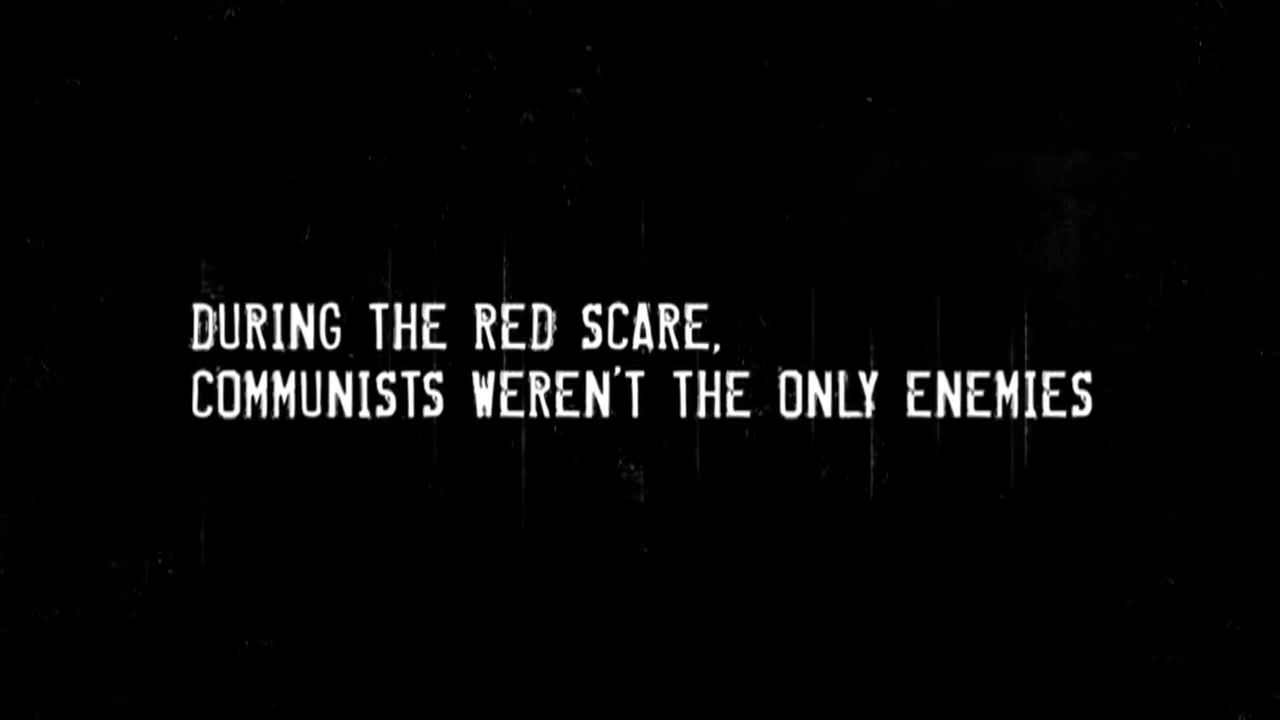 DURING THE RED SCARE,
COMMUNISTS WEREN'T THE ONLY ENEMIES